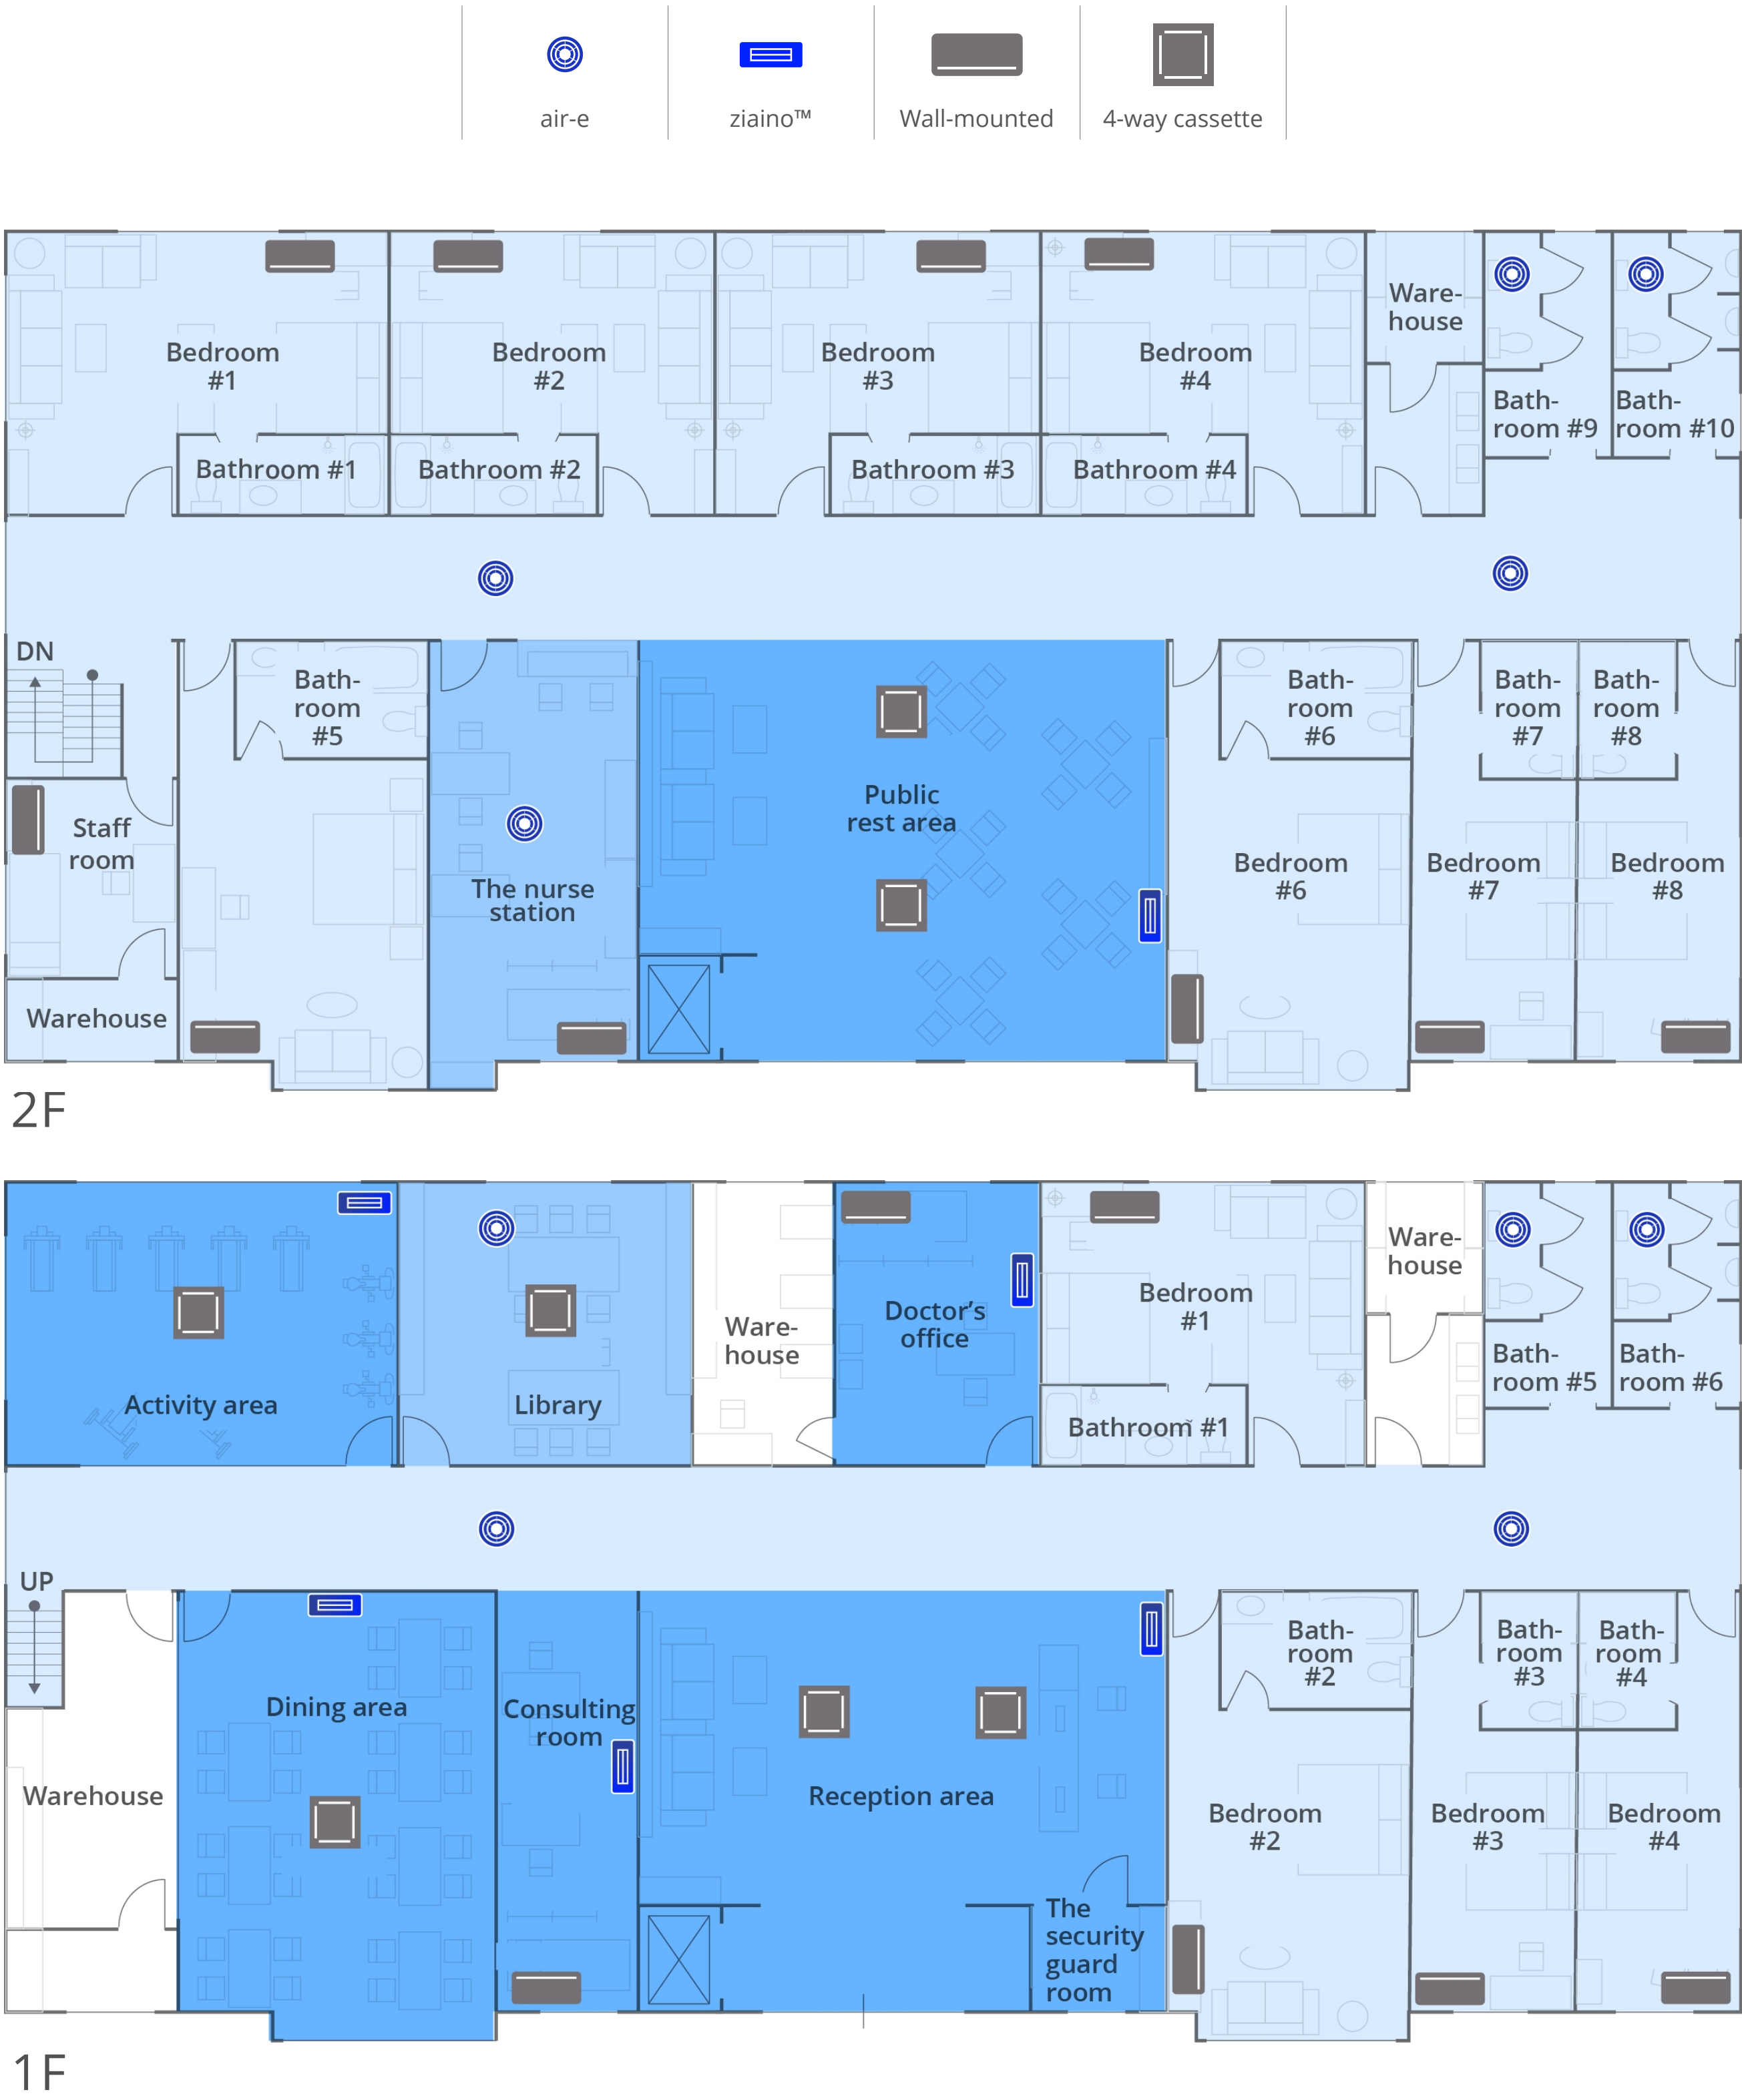 air-e
ziaino™
Wall-mounted
4-way cassette
Ware-
house
Bedroom
#1
Bedroom
#2
Bedroom
#3
Bedroom
#4
Bath-
room #9
Bath-
room #10
Bathroom #1
Bathroom #2
Bathroom #3
Bathroom #4
DN
Bath-
room
#5
Bath-
room
#6
Bath-
room
#7
Bath-
room
#8
Staff
room
Public
rest area
The nurse
station
Bedroom
#6
Bedroom
#7
Bedroom
#8
Warehouse
2F
Activity area
Library
Ware-
house
Doctor's
office
Bedroom
#1
Ware-
house
Bath-
room #5
Bath-
room #6
Bathroom #1
UP
Dining area
Consulting
room
Bath-
room
#2
Bath-
room
#3
Bath-
room
#4
Warehouse
Reception area
Bedroom
#2
Bedroom
#3
Bedroom
#4
The
security
guard
room
1F